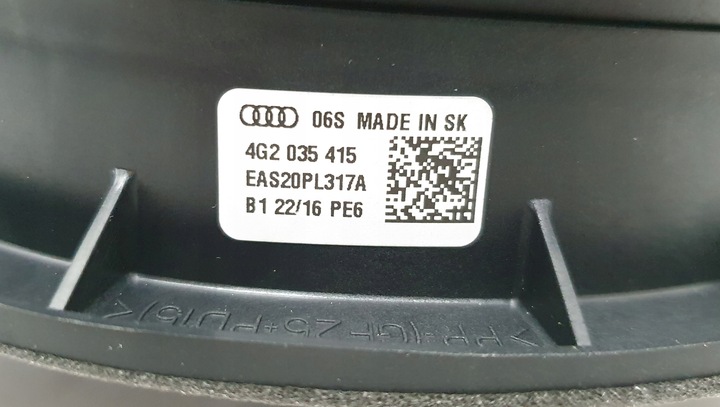 06S MADE IN SK
4G2 035 415
EAS20PL317A
B1 22/16 PE6